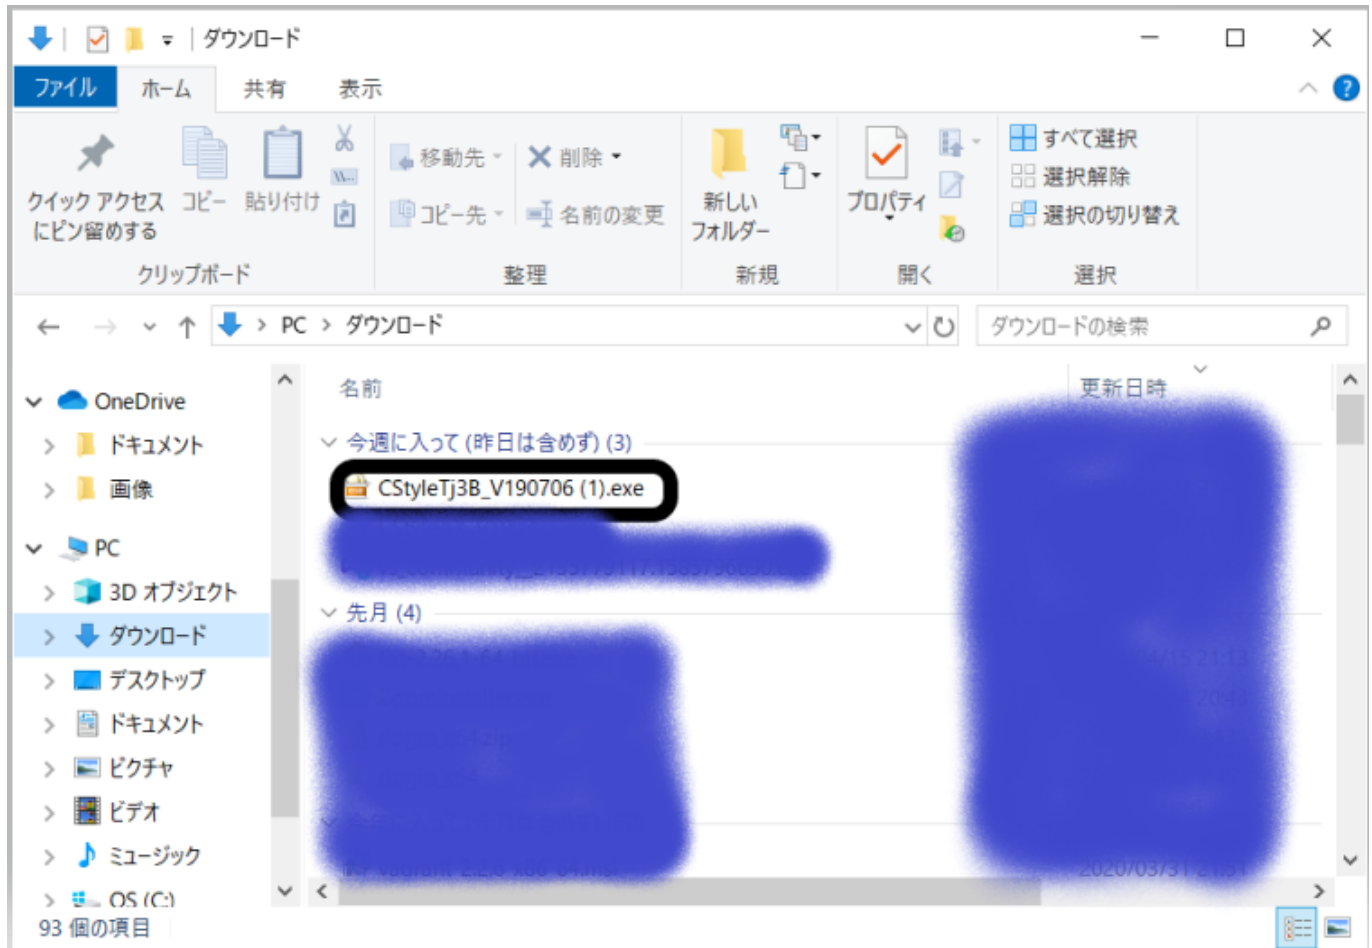 ダウンロード
ファイル ホーム 共有 表示
クイック アクセス
にピン留めする
コピー
貼り付け
クリップボード
移動先
コピー先
削除
名前の変更
整理
新しい
フォルダー
新規
プロパティ
開く
すべて選択
選択解除
選択の切り替え
選択
PC > ダウンロード
ダウンロードの検索
OneDrive
ドキュメント
画像
PC
3D オブジェクト
ダウンロード
デスクトップ
ドキュメント
ピクチャ
ビデオ
ミュージック
OS (C:)
名前 更新日時
今週に入って (昨日は含めず) (3)
CStyleTj3B_V190706 (1).exe
先月 (4)
93 個の項目